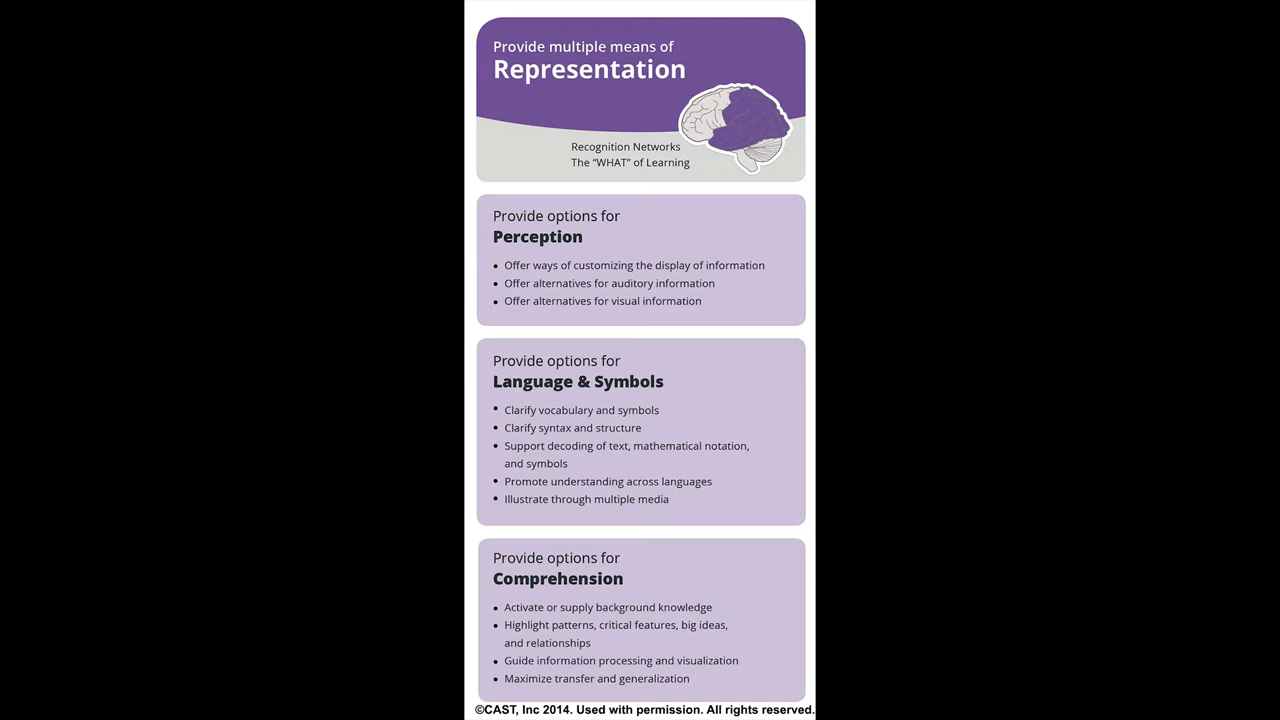 Provide multiple means of
Representation
Recognition Networks
The “WHAT” of Learning
Provide options for
Perception
• Offer ways of customizing the display of information
• Offer alternatives for auditory information
• Offer alternatives for visual information
Provide options for
Language & Symbols
• Clarify vocabulary and symbols
• Clarify syntax and structure
• Support decoding of text, mathematical notation,
and symbols
• Promote understanding across languages
• Illustrate through multiple media
Provide options for
Comprehension
• Activate or supply background knowledge
• Highlight patterns, critical features, big ideas,
and relationships
• Guide information processing and visualization
• Maximize transfer and generalization
©CAST, Inc 2014. Used with permission. All rights reserved.